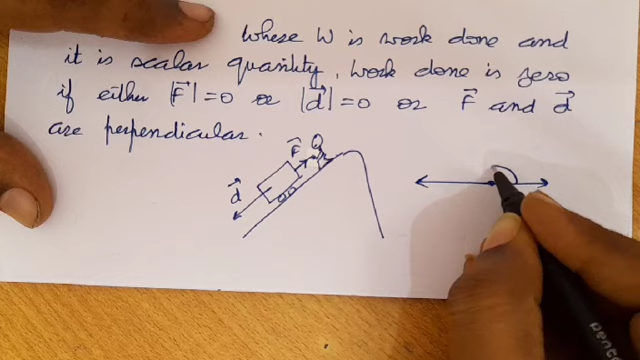 where W is work done and
it is scalar quantity, work done is zero
if either |F⃗|=0 or |d⃗|=0 or F⃗ and d⃗
are perpendicular.
F⃗
d⃗